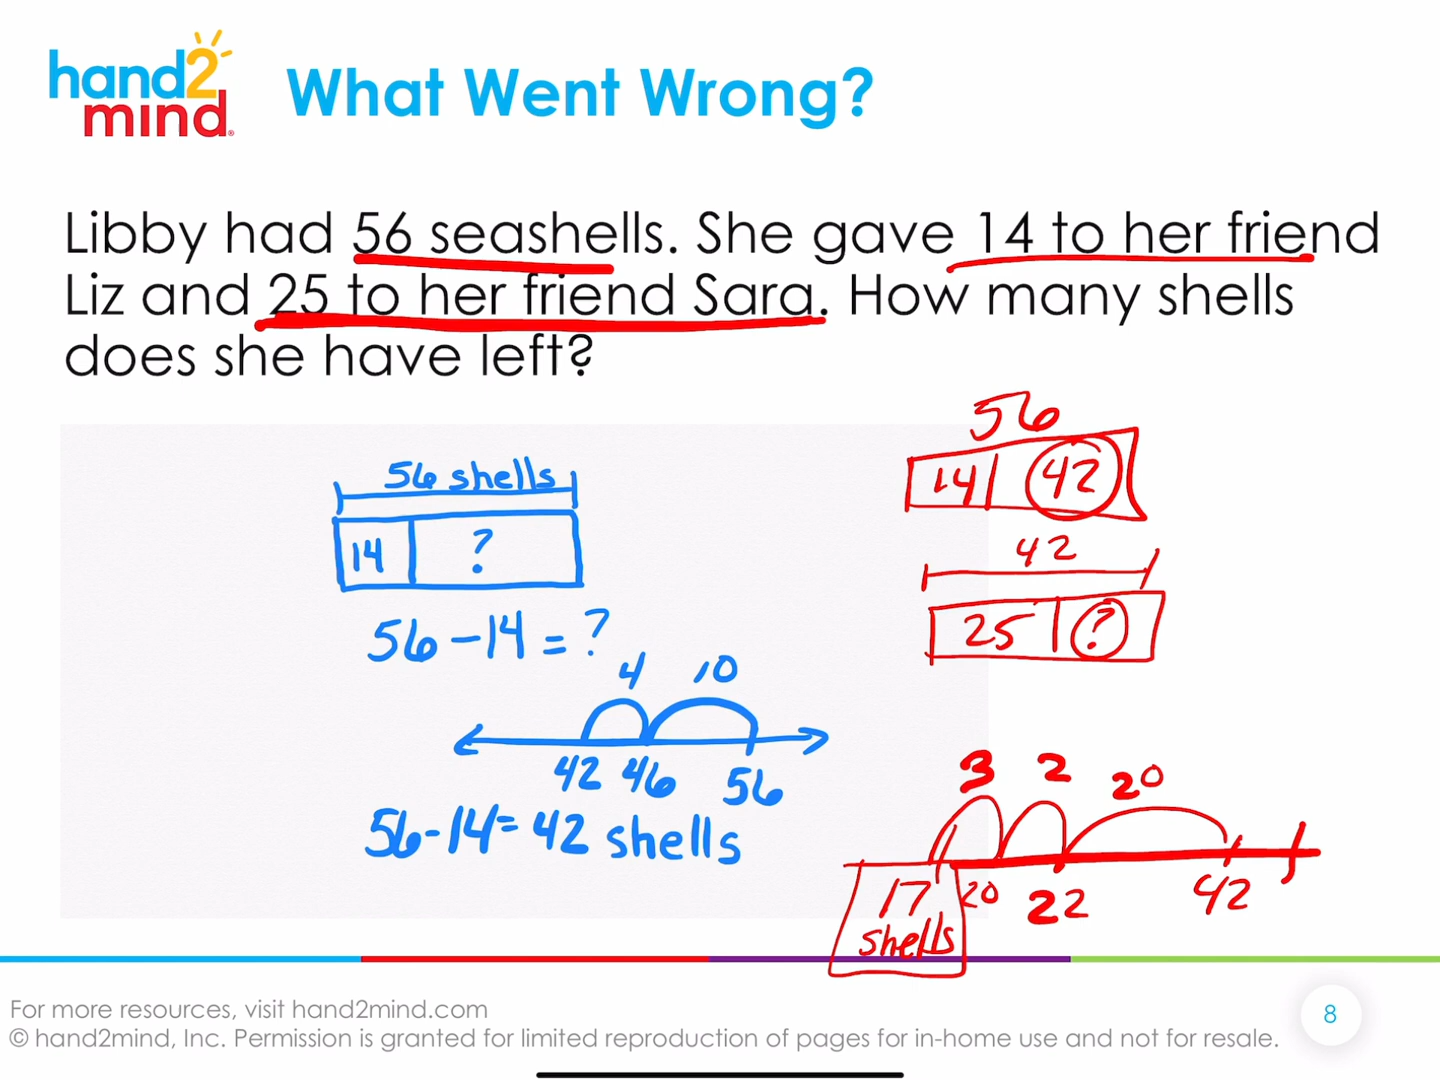 hand2
mind®
What Went Wrong?
Libby had 56 seashells. She gave 14 to her friend
Liz and 25 to her friend Sara. How many shells
does she have left?
56 shells
14 ?
56-14=?
4 10
42 46 56
56-14=42 shells
56
14 42
42
25 ?
3 2 20
17 20 22 42
shells
For more resources, visit hand2mind.com
© hand2mind, Inc. Permission is granted for limited reproduction of pages for in-home use and not for resale.
8